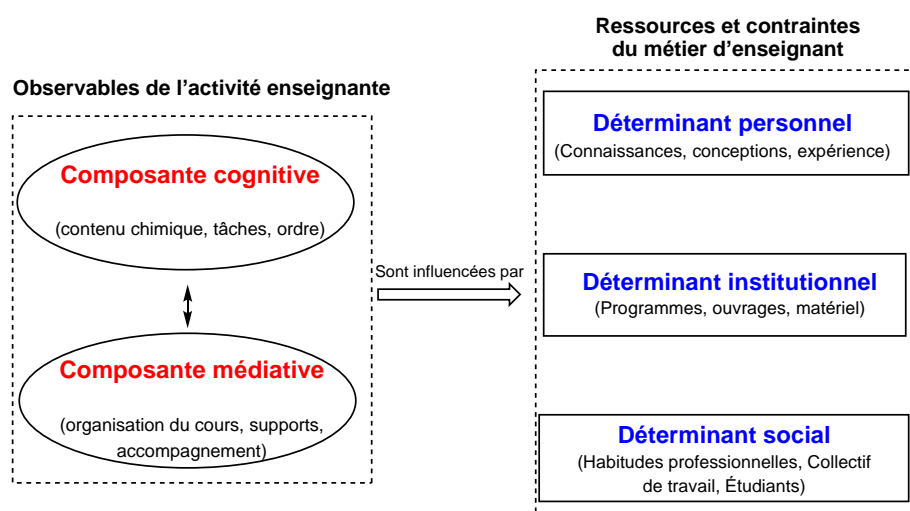 Observables de l'activité enseignante
Composante cognitive
(contenu chimique, tâches, ordre)
Composante médiative
(organisation du cours, supports,
accompagnement)
Sont influencées par
Ressources et contraintes
du métier d'enseignant
Déterminant personnel
(Connaissances, conceptions, expérience)
Déterminant institutionnel
(Programmes, ouvrages, matériel)
Déterminant social
(Habitudes professionnelles, Collectif
de travail, Étudiants)